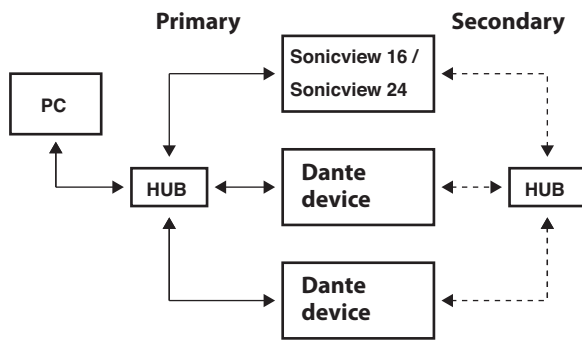 Primary
Secondary
Sonicview 16 /
Sonicview 24
PC
HUB
Dante
device
HUB
Dante
device